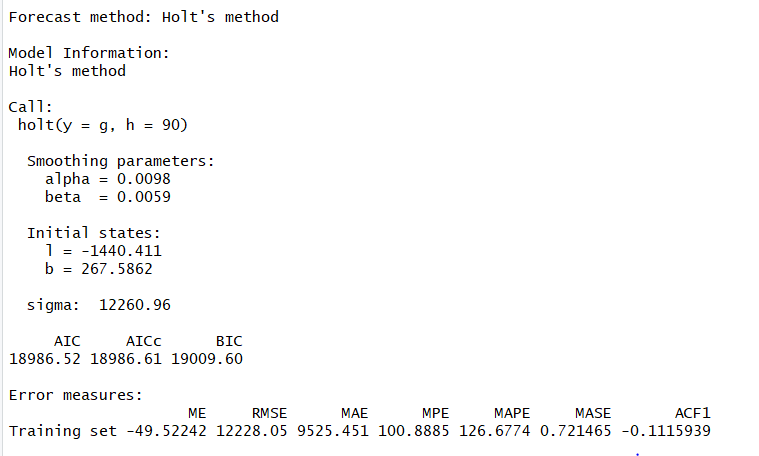 Forecast method: Holt's method
Model Information:
Holt's method
Call:
holt(y = g, h = 90)
Smoothing parameters:
alpha = 0.0098
beta = 0.0059
Initial states:
l = -1440.411
b = 267.5862
sigma: 12260.96
AIC AICc BIC
18986.52 18986.61 19009.60
Error measures:
ME RMSE MAE MPE MAPE MASE ACF1
Training set -49.52242 12228.05 9525.451 100.8885 126.6774 0.721465 -0.1115939